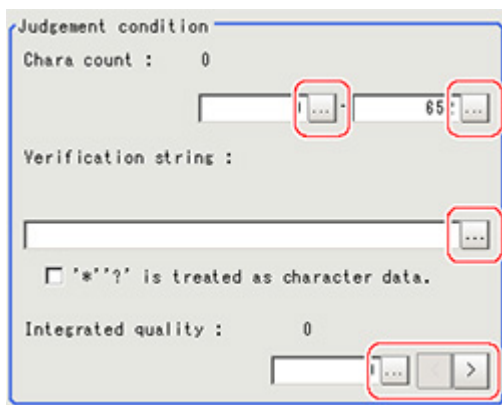 Judgement condition
Chara count : 0
... - 65 ...
Verification string :
...
'*''?' is treated as character data.
Integrated quality : 0
... < >